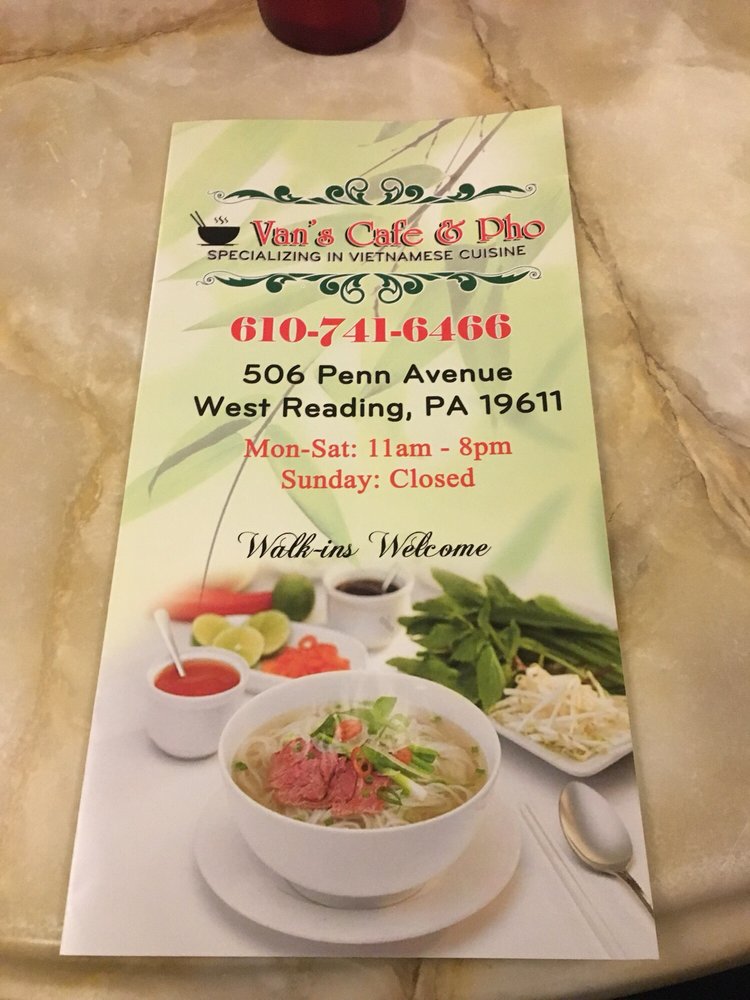 Van's Cafe & Pho
SPECIALIZING IN VIETNAMESE CUISINE
610-741-6466
506 Penn Avenue
West Reading, PA 19611
Mon-Sat: 11am - 8pm
Sunday: Closed
Walk-ins Welcome